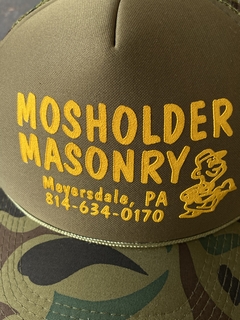 MOSHOLDER
MASONRY
Meyersdale, PA
814-634-0170